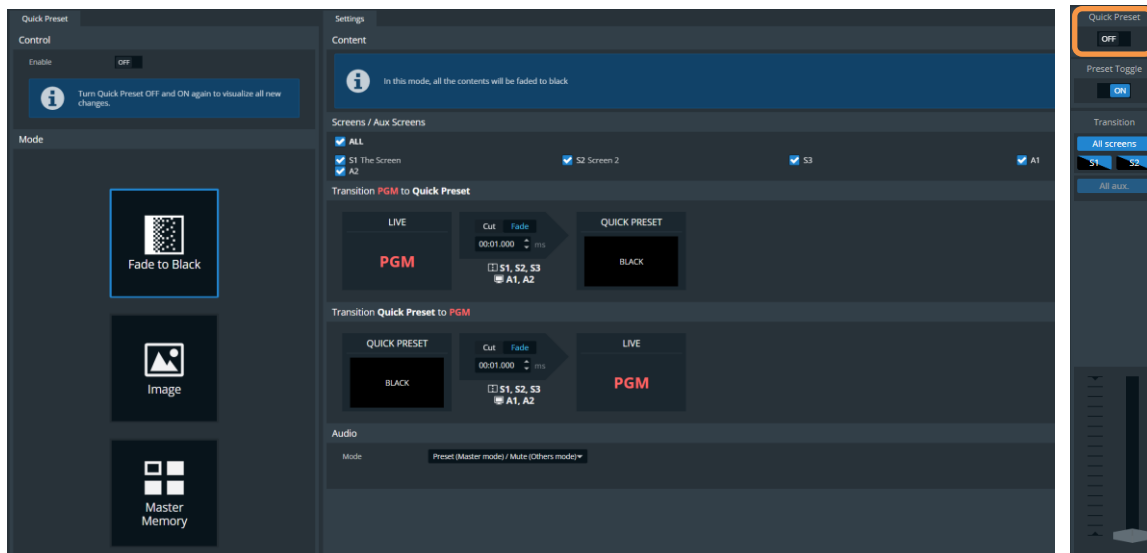 Quick Preset
Control
Enable OFF
Turn Quick Preset OFF and ON again to visualize all new
changes.
Mode
Fade to Black
Image
Master
Memory
Settings
Content
In this mode, all the contents will be faded to black
Screens / Aux Screens
ALL
S1 The Screen S2 Screen 2 S3 A1
A2
Transition PGM to Quick Preset
LIVE
PGM
Cut Fade
00:01.000 ms
S1, S2, S3
A1, A2
QUICK PRESET
BLACK
Transition Quick Preset to PGM
QUICK PRESET
BLACK
Cut Fade
00:01.000 ms
S1, S2, S3
A1, A2
LIVE
PGM
Audio
Mode Preset (Master mode) / Mute (Others mode)
Quick Preset
OFF
Preset Toggle
ON
Transition
All screens
S1 S2
All aux.